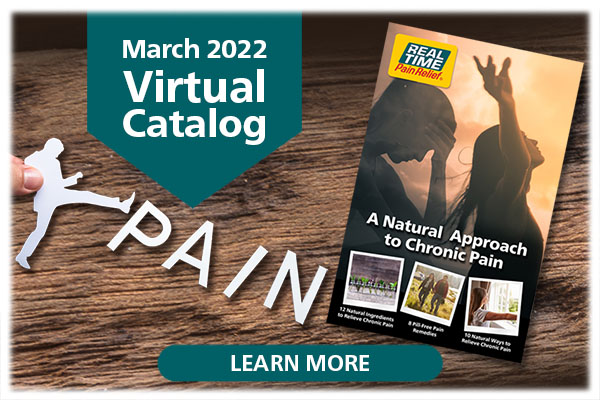 March 2022
Virtual
Catalog
PAIN
REAL
TIME
Pain Relief®
A Natural Approach
to Chronic Pain
12 Natural Ingredients
to Relieve Chronic Pain
8 Pill-Free Pain
Remedies
10 Natural Ways to
Relieve Chronic Pain
LEARN MORE